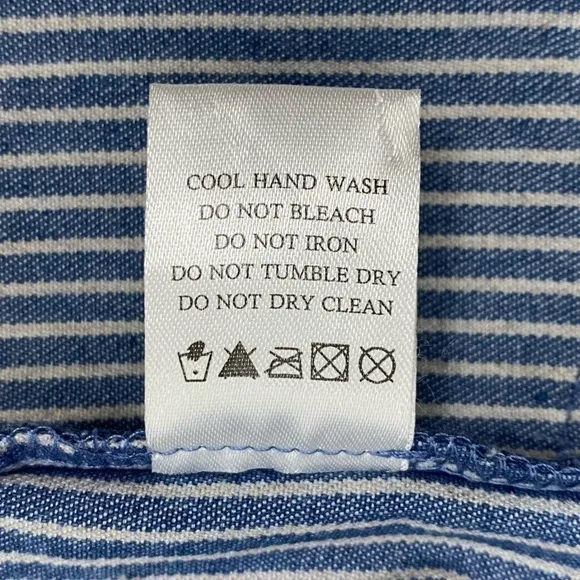 COOL HAND WASH
DO NOT BLEACH
DO NOT IRON
DO NOT TUMBLE DRY
DO NOT DRY CLEAN